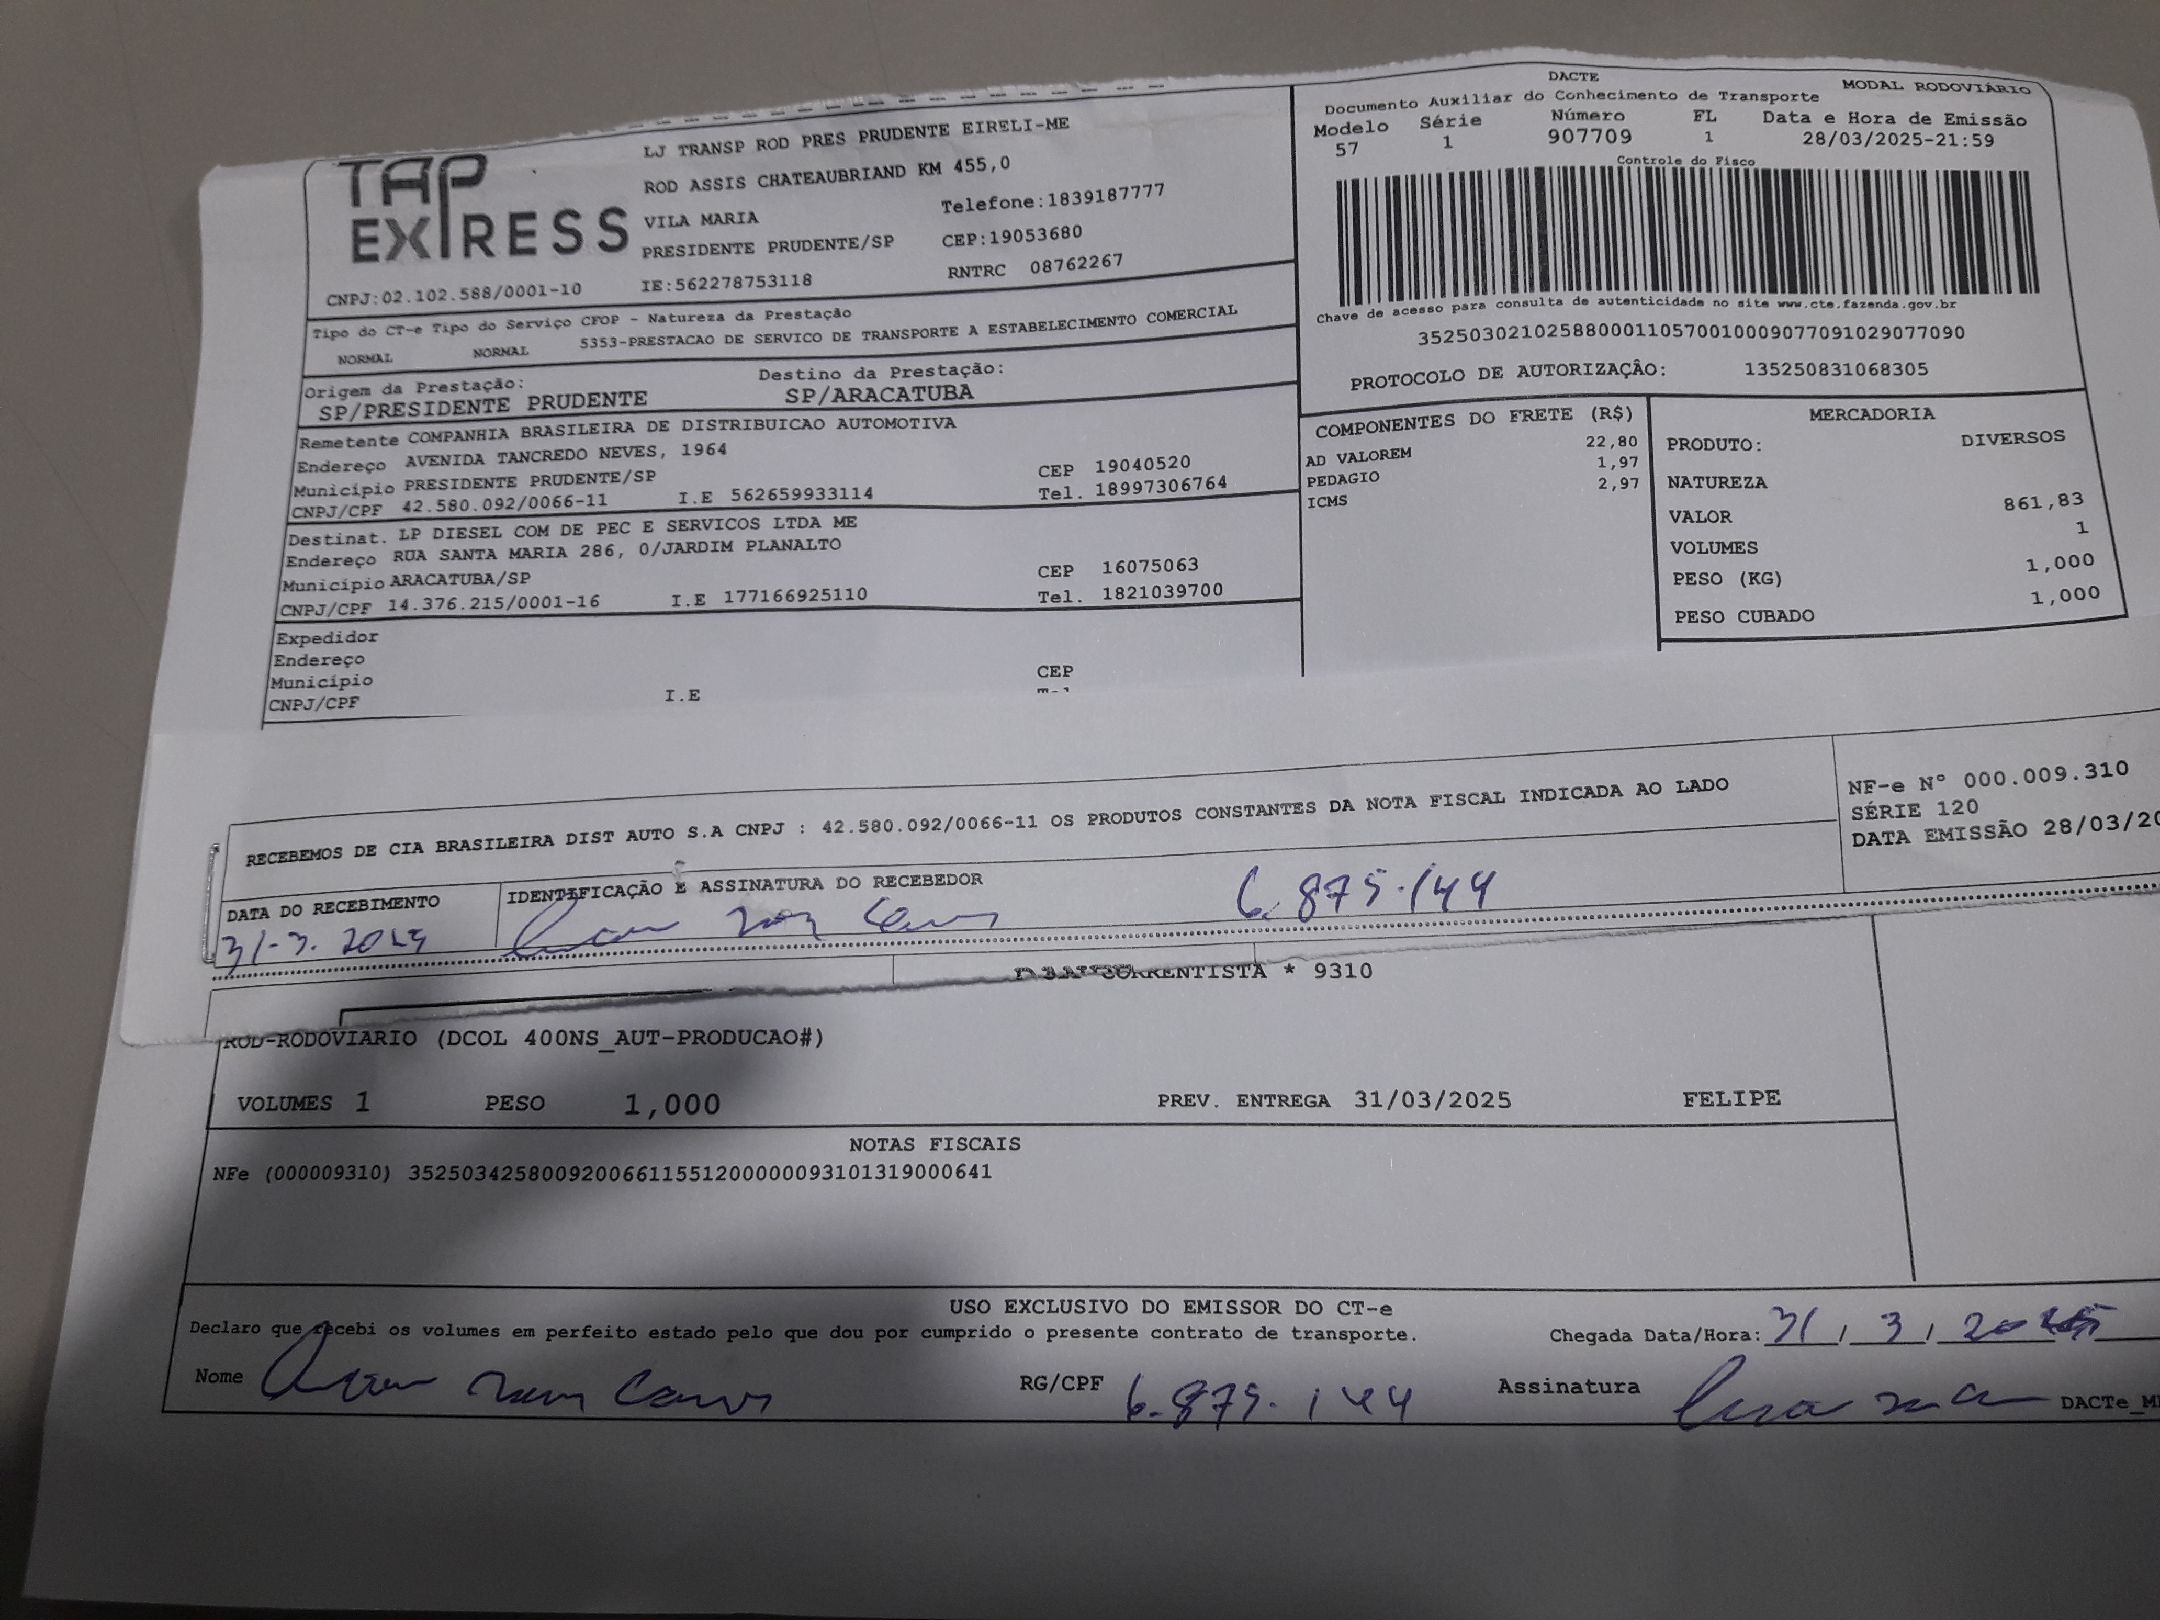 TAP EXPRESS
LJ TRANSP ROD PRES PRUDENTE EIRELI-ME
ROD ASSIS CHATEAUBRIAND KM 455,0
VILA MARIA Telefone:1839187777
PRESIDENTE PRUDENTE/SP CEP:19053680
CNPJ:02.102.588/0001-10 IE:562278753118 RNTRC 08762267
DACTE MODAL RODOVIÁRIO
Documento Auxiliar do Conhecimento de Transporte
Modelo Série Número FL Data e Hora de Emissão
57 1 907709 1 28/03/2025-21:59
Controle do Fisco
Chave de acesso para consulta de autenticidade no site www.cte.fazenda.gov.br
35250302102588000110570010009077091029077090
PROTOCOLO DE AUTORIZAÇÂO: 135250831068305
Tipo do CT-e Tipo do Serviço CFOP - Natureza da Prestação
NORMAL NORMAL 5353-PRESTACAO DE SERVICO DE TRANSPORTE A ESTABELECIMENTO COMERCIAL
Origem da Prestação: Destino da Prestação:
SP/PRESIDENTE PRUDENTE SP/ARACATUBA
Remetente COMPANHIA BRASILEIRA DE DISTRIBUICAO AUTOMOTIVA
Endereço AVENIDA TANCREDO NEVES, 1964
Município PRESIDENTE PRUDENTE/SP CEP 19040520
CNPJ/CPF 42.580.092/0066-11 I.E 562659933114 Tel. 18997306764
Destinat. LP DIESEL COM DE PEC E SERVICOS LTDA ME
Endereço RUA SANTA MARIA 286, 0/JARDIM PLANALTO
Município ARACATUBA/SP CEP 16075063
CNPJ/CPF 14.376.215/0001-16 I.E 177166925110 Tel. 1821039700
Expedidor
Endereço
Município CEP
CNPJ/CPF I.E
COMPONENTES DO FRETE (R$)
AD VALOREM 22,80
PEDAGIO 1,97
ICMS 2,97
MERCADORIA
PRODUTO: DIVERSOS
NATUREZA
VALOR 861,83
VOLUMES 1
PESO (KG) 1,000
PESO CUBADO 1,000
RECEBEMOS DE CIA BRASILEIRA DIST AUTO S.A CNPJ : 42.580.092/0066-11 OS PRODUTOS CONSTANTES DA NOTA FISCAL INDICADA AO LADO
NF-e N° 000.009.310
SÉRIE 120
DATA EMISSÃO 28/03/20
DATA DO RECEBIMENTO IDENTIFICAÇÃO E ASSINATURA DO RECEBEDOR
31-3.2025 6.875.144
CORRENTISTA * 9310
ROD-RODOVIARIO (DCOL 400NS_AUT-PRODUCAO#)
VOLUMES 1 PESO 1,000 PREV. ENTREGA 31/03/2025 FELIPE
NOTAS FISCAIS
NFe (000009310) 35250342580092006611551200000093101319000641
USO EXCLUSIVO DO EMISSOR DO CT-e
Declaro que recebi os volumes em perfeito estado pelo que dou por cumprido o presente contrato de transporte. Chegada Data/Hora: 31/3/2025
Nome RG/CPF 6.875.144 Assinatura
DACTe_M